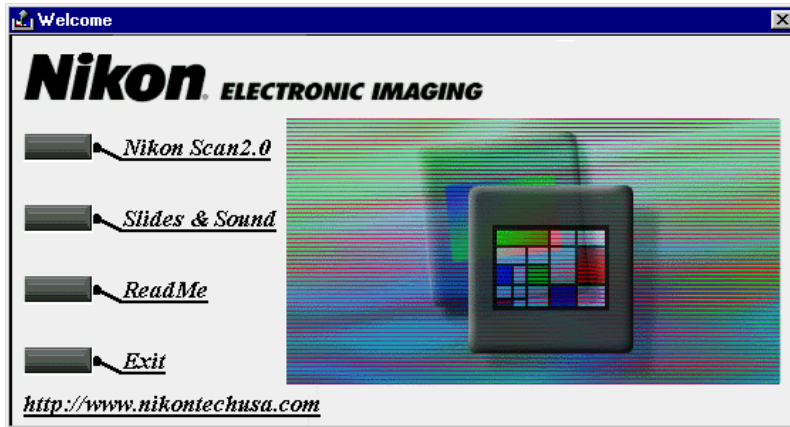 Welcome
Nikon ELECTRONIC IMAGING
Nikon Scan2.0
Slides & Sound
ReadMe
Exit
http://www.nikontechusa.com